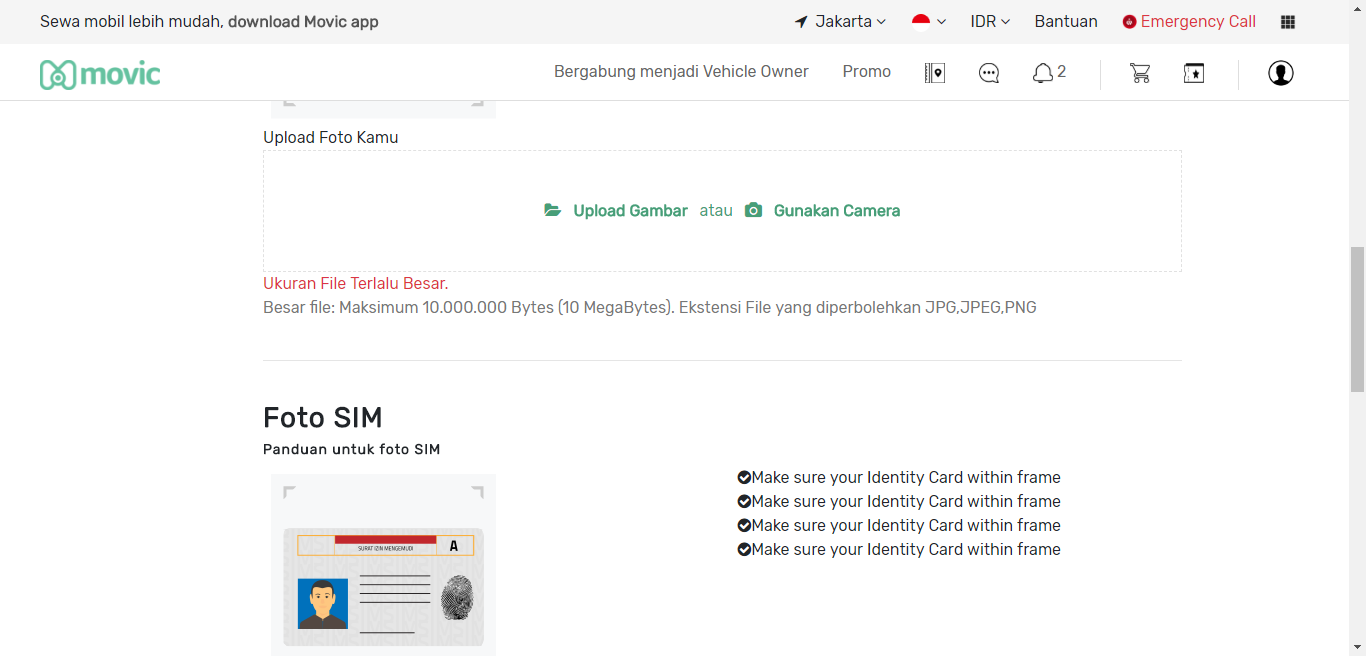 Sewa mobil lebih mudah, download Movic app
Jakarta
IDR
Bantuan
Emergency Call
movic
Bergabung menjadi Vehicle Owner
Promo
2
Upload Foto Kamu
Upload Gambar atau Gunakan Camera
Ukuran File Terlalu Besar.
Besar file: Maksimum 10.000.000 Bytes (10 MegaBytes). Ekstensi File yang diperbolehkan JPG,JPEG,PNG
Foto SIM
Panduan untuk foto SIM
SURAT IZIN MENGEMUDI
A
Make sure your Identity Card within frame
Make sure your Identity Card within frame
Make sure your Identity Card within frame
Make sure your Identity Card within frame